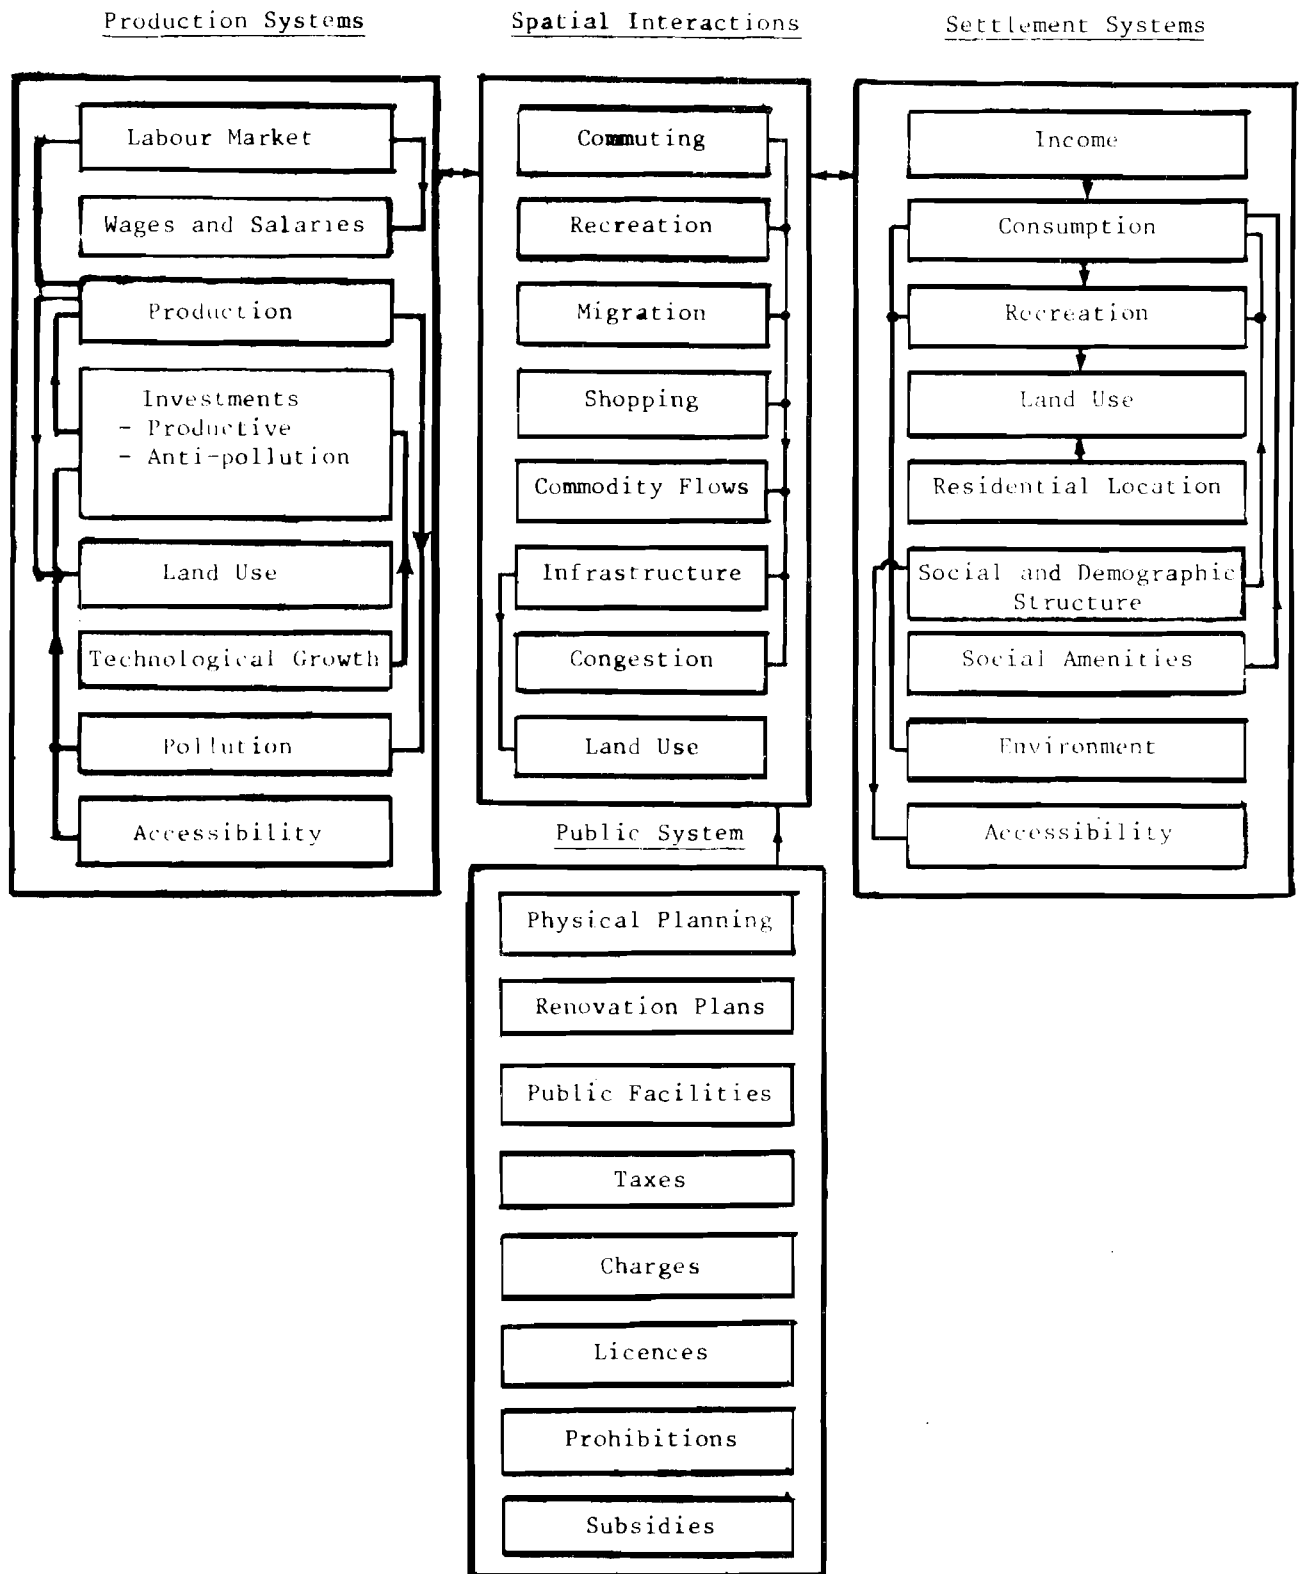 Production Systems
Labour Market
Wages and Salaries
Production
Investments
- Productive
- Anti-pollution
Land Use
Technological Growth
Pollution
Accessibility
Spatial Interactions
Commuting
Recreation
Migration
Shopping
Commodity Flows
Infrastructure
Congestion
Land Use
Settlement Systems
Income
Consumption
Recreation
Land Use
Residential Location
Social and Demographic
Structure
Social Amenities
Environment
Accessibility
Public System
Physical Planning
Renovation Plans
Public Facilities
Taxes
Charges
Licences
Prohibitions
Subsidies